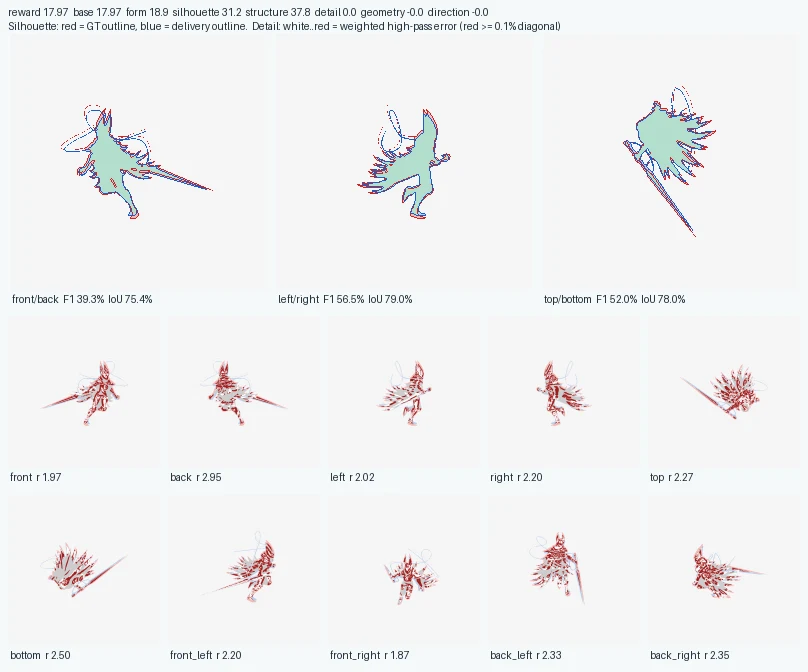 reward 17.97 base 17.97 form 18.9 silhouette 31.2 structure 37.8 detail 0.0 geometry -0.0 direction -0.0
Silhouette: red = GT outline, blue = delivery outline. Detail: white..red = weighted high-pass error (red >= 0.1% diagonal)
front/back F1 39.3% IoU 75.4%
left/right F1 56.5% IoU 79.0%
top/bottom F1 52.0% IoU 78.0%
front r 1.97
back r 2.95
left r 2.02
right r 2.20
top r 2.27
bottom r 2.50
front_left r 2.20
front_right r 1.87
back_left r 2.33
back_right r 2.35